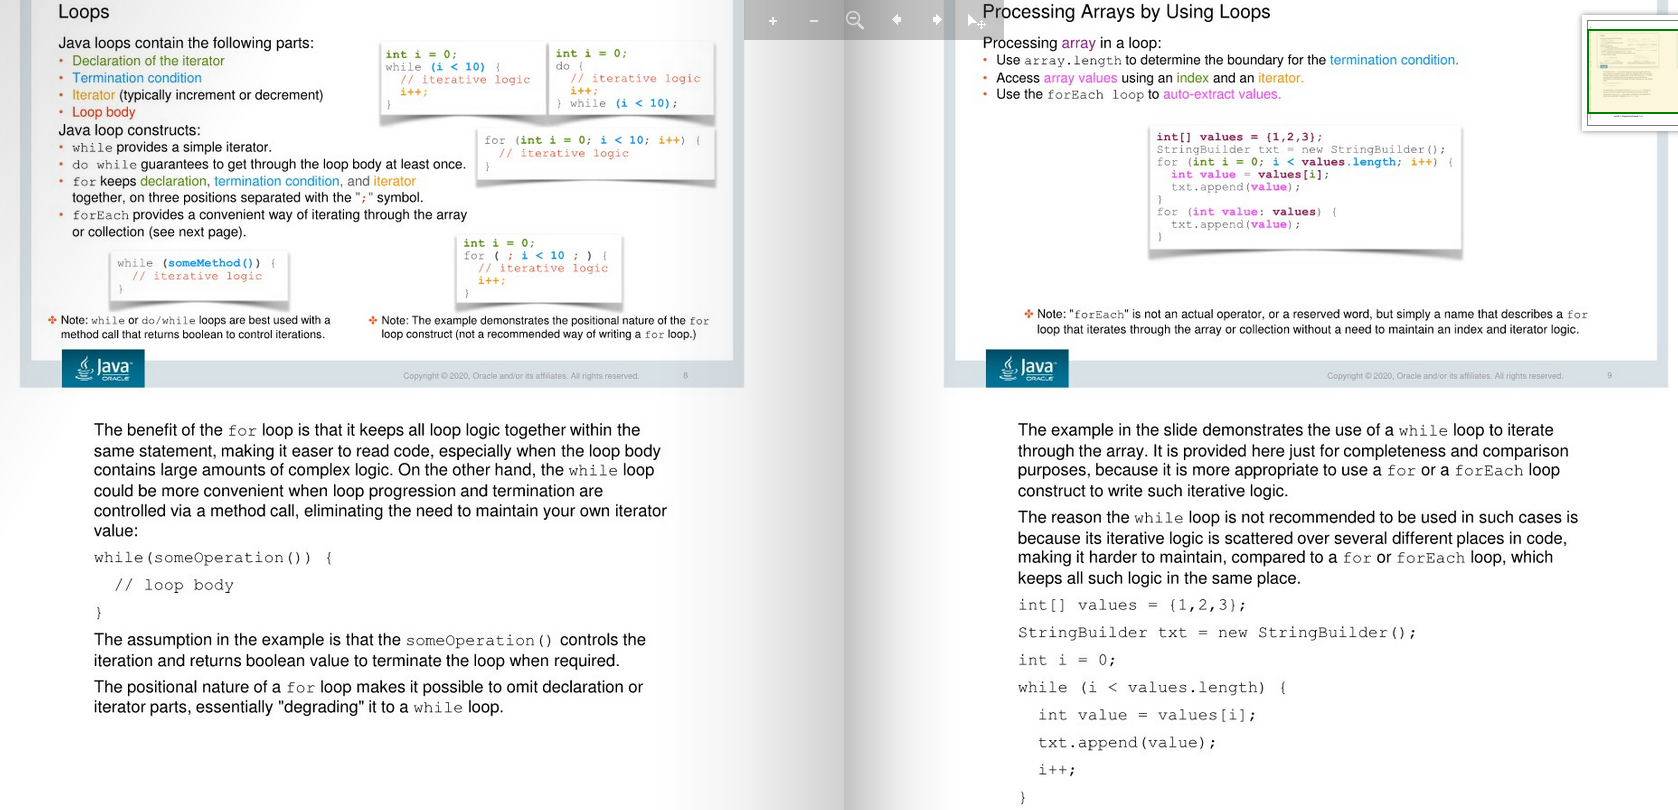 Loops
Java loops contain the following parts:
• Declaration of the iterator
• Termination condition
• Iterator (typically increment or decrement)
• Loop body
Java loop constructs:
• while provides a simple iterator.
• do while guarantees to get through the loop body at least once.
• for keeps declaration, termination condition, and iterator
together, on three positions separated with the ";" symbol.
• forEach provides a convenient way of iterating through the array
or collection (see next page).
int i = 0;
while (i < 10) {
// iterative logic
i++;
}
int i = 0;
do {
// iterative logic
i++;
} while (i < 10);
for (int i = 0; i < 10; i++) {
// iterative logic
}
while (someMethod()) {
// iterative logic
}
int i = 0;
for ( ; i < 10 ; ) {
// iterative logic
i++;
}
Note: while or do/while loops are best used with a
method call that returns boolean to control iterations.
Note: The example demonstrates the positional nature of the for
loop construct (not a recommended way of writing a for loop.)
Java
ORACLE
Copyright © 2020, Oracle and/or its affiliates. All rights reserved.
8
The benefit of the for loop is that it keeps all loop logic together within the
same statement, making it easier to read code, especially when the loop body
contains large amounts of complex logic. On the other hand, the while loop
could be more convenient when loop progression and termination are
controlled via a method call, eliminating the need to maintain your own iterator
value:
while(someOperation()) {
// loop body
}
The assumption in the example is that the someOperation() controls the
iteration and returns boolean value to terminate the loop when required.
The positional nature of a for loop makes it possible to omit declaration or
iterator parts, essentially "degrading" it to a while loop.
Processing Arrays by Using Loops
Processing array in a loop:
• Use array.length to determine the boundary for the termination condition.
• Access array values using an index and an iterator.
• Use the forEach loop to auto-extract values.
int[] values = {1,2,3};
StringBuilder txt = new StringBuilder();
for (int i = 0; i < values.length; i++) {
int value = values[i];
txt.append(value);
}
for (int value: values) {
txt.append(value);
}
Note: "forEach" is not an actual operator, or a reserved word, but simply a name that describes a for
loop that iterates through the array or collection without a need to maintain an index and iterator logic.
Java
ORACLE
Copyright © 2020, Oracle and/or its affiliates. All rights reserved.
9
The example in the slide demonstrates the use of a while loop to iterate
through the array. It is provided here just for completeness and comparison
purposes, because it is more appropriate to use a for or a forEach loop
construct to write such iterative logic.
The reason the while loop is not recommended to be used in such cases is
because its iterative logic is scattered over several different places in code,
making it harder to maintain, compared to a for or forEach loop, which
keeps all such logic in the same place.
int[] values = {1,2,3};
StringBuilder txt = new StringBuilder();
int i = 0;
while (i < values.length) {
int value = values[i];
txt.append(value);
i++;
}